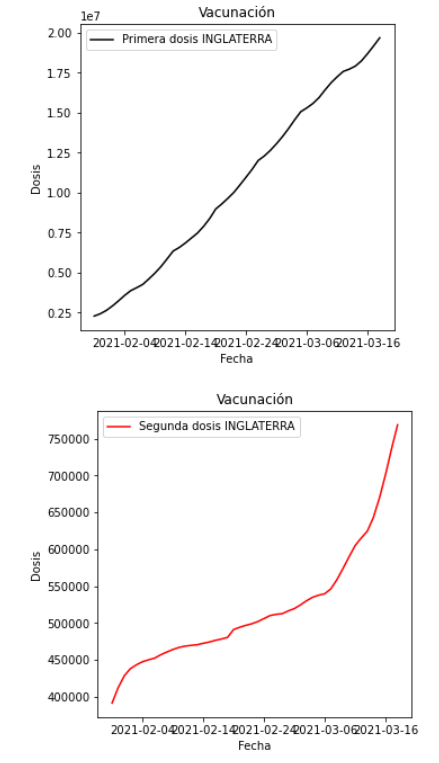 Vacunación
1e7
2.00
Primera dosis INGLATERRA
1.75
1.50
1.25
1.00
0.75
0.50
0.25
Dosis
2021-02-04 2021-02-14 2021-02-24 2021-03-06 2021-03-16
Fecha
Vacunación
Segunda dosis INGLATERRA
750000
700000
650000
600000
550000
500000
450000
400000
Dosis
2021-02-04 2021-02-14 2021-02-24 2021-03-06 2021-03-16
Fecha